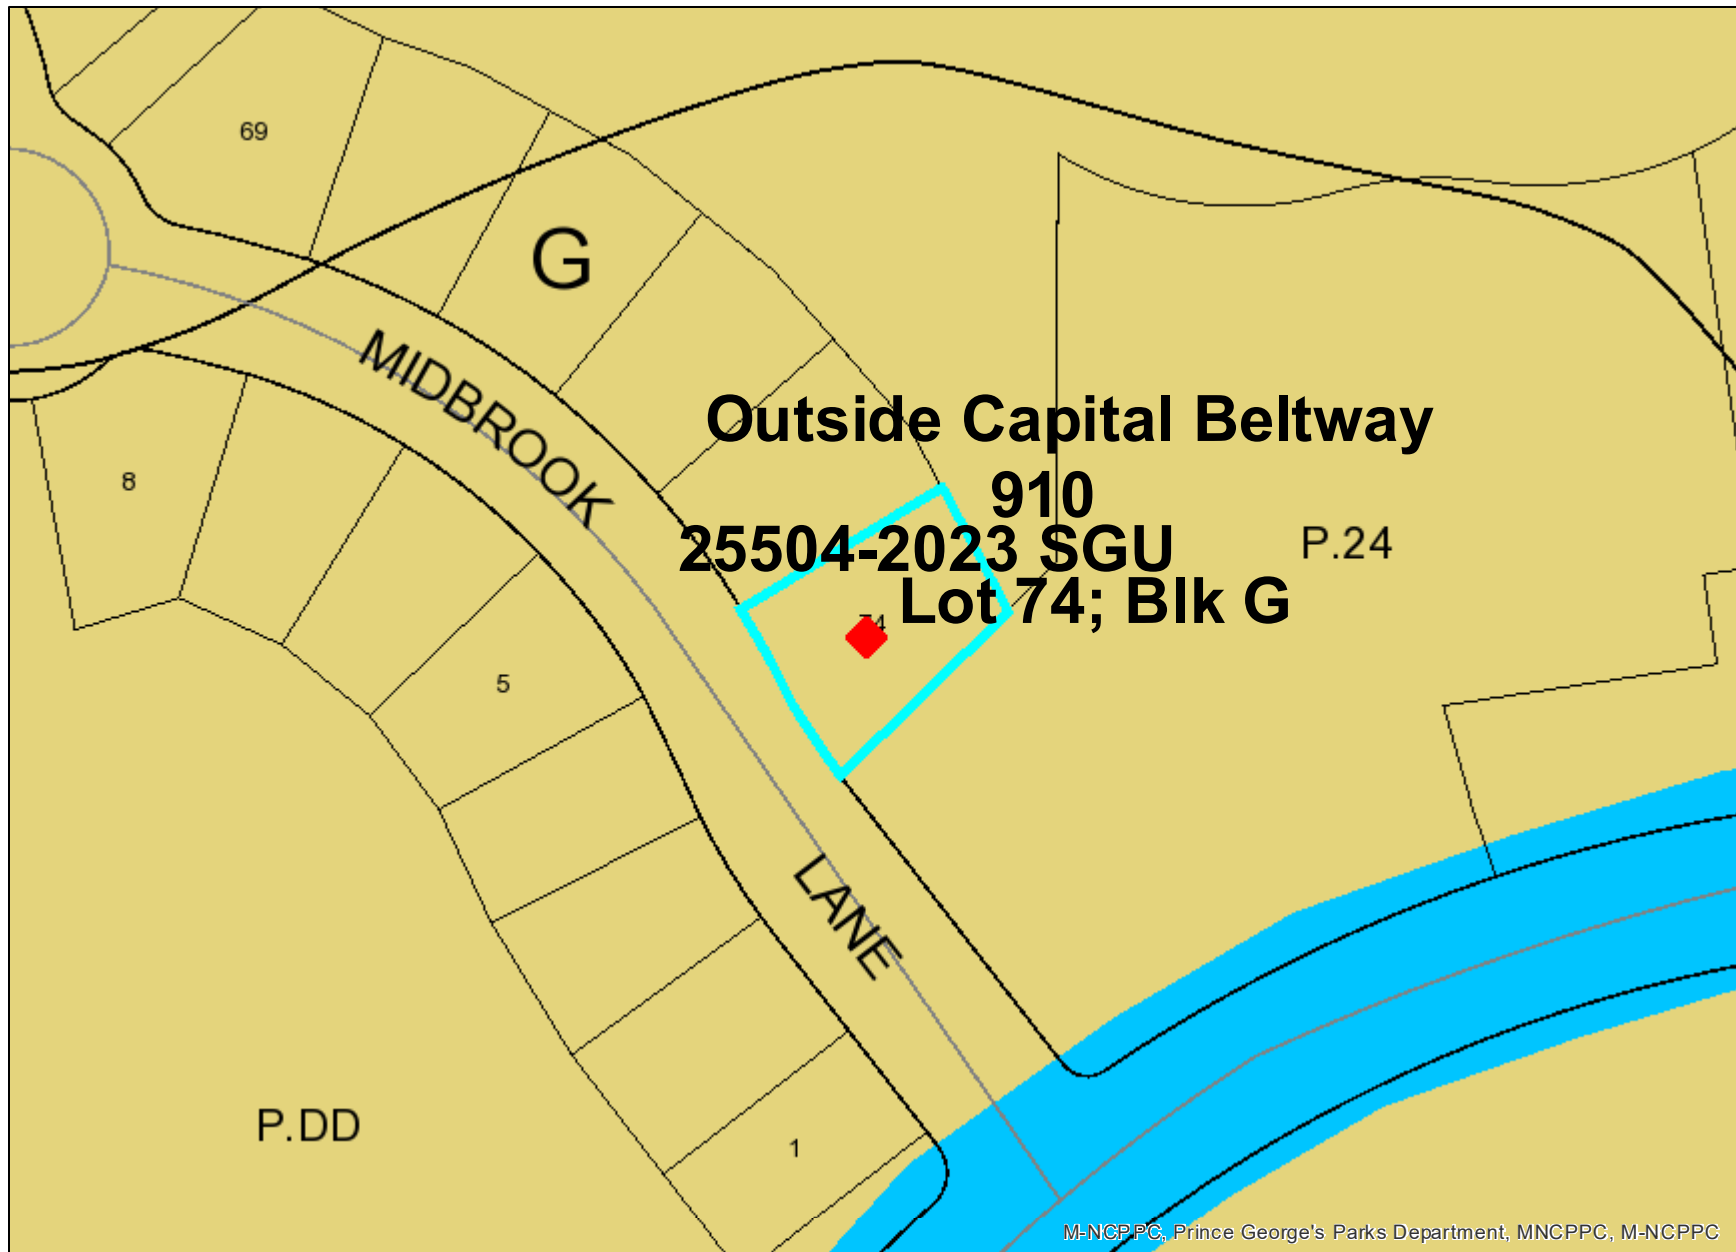 69
G
MIDBROOK
Outside Capital Beltway
8
910
25504-2023 SGU
P.24
Lot 74; Blk G
74
5
LANE
P.DD
1
M-NCPPC, Prince George's Parks Department, MNCPPC, M-NCPPC